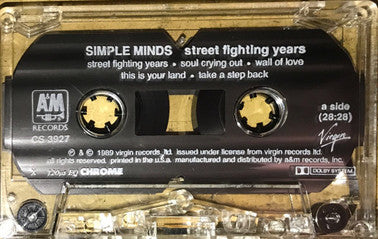 SIMPLE MINDS street fighting years
street fighting years • soul crying out • wall of love
this is your land • take a step back
A&M
RECORDS
CS 3927
a side
(28:28)
Virgin
℗ & © 1989 virgin records ltd. issued under license from virgin records ltd.
all rights reserved. printed in the u.s.a. manufactured and distributed by a&m records, inc.
120µ EQ CHROME
DOLBY SYSTEM